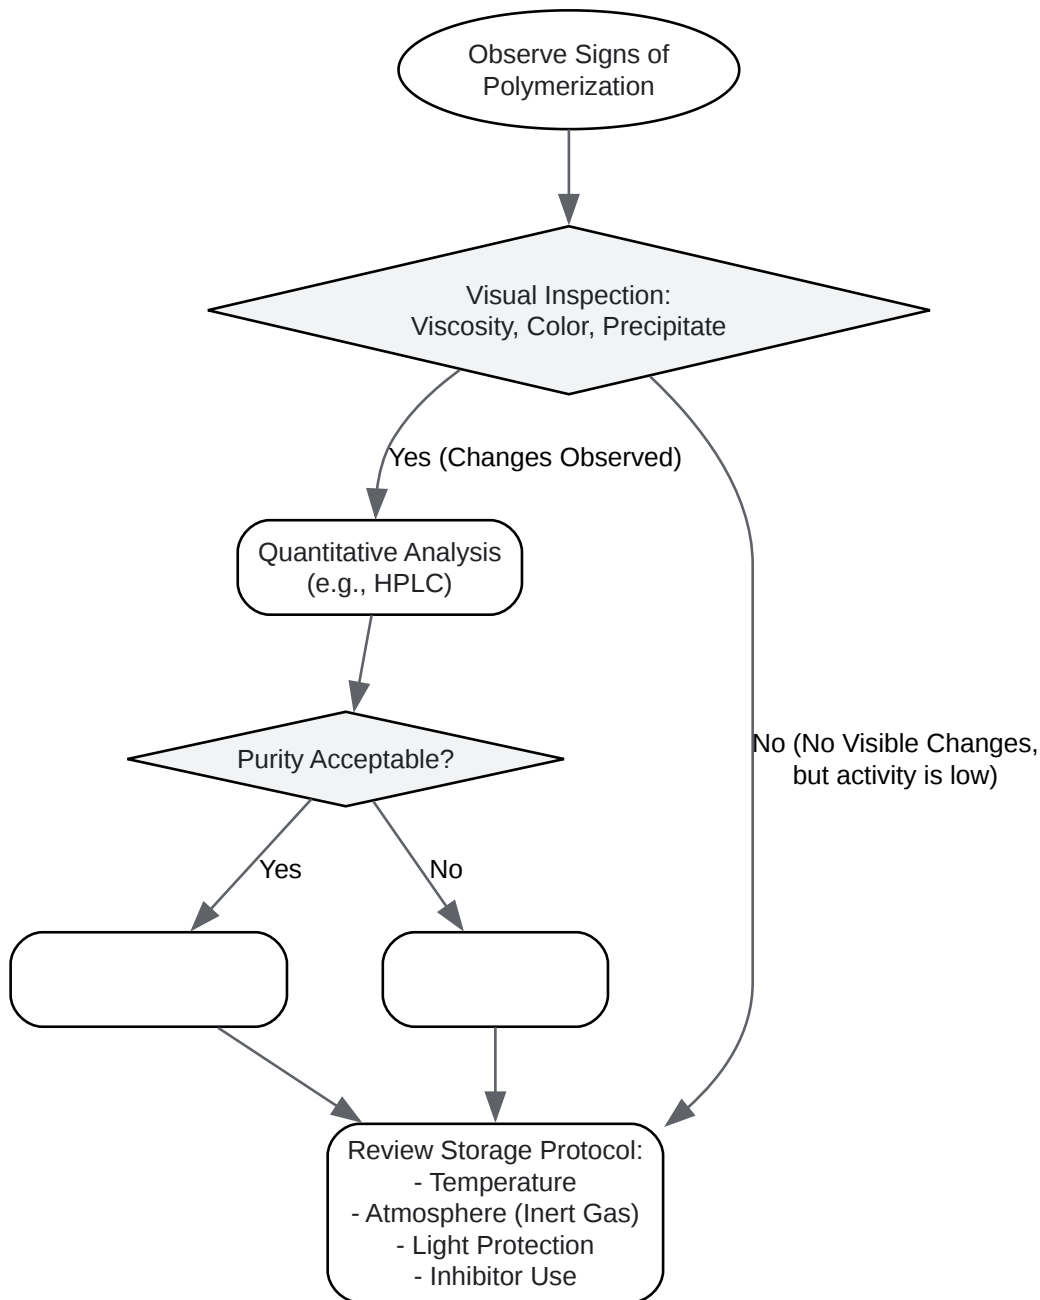 Observe Signs of
Polymerization
Visual Inspection:
Viscosity, Color, Precipitate
Yes (Changes Observed)
Quantitative Analysis
(e.g., HPLC)
No (No Visible Changes,
but activity is low)
Purity Acceptable?
Yes
No
Review Storage Protocol:
- Temperature
- Atmosphere (Inert Gas)
- Light Protection
- Inhibitor Use